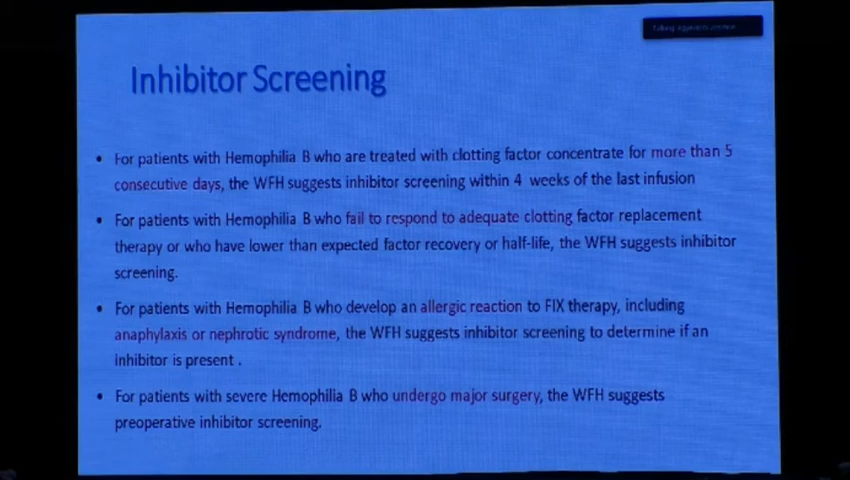 Inhibitor Screening
• For patients with Hemophilia B who are treated with clotting factor concentrate for more than 5
consecutive days, the WFH suggests inhibitor screening within 4 weeks of the last infusion
• For patients with Hemophilia B who fail to respond to adequate clotting factor replacement
therapy or who have lower than expected factor recovery or half-life, the WFH suggests inhibitor
screening.
• For patients with Hemophilia B who develop an allergic reaction to FIX therapy, including
anaphylaxis or nephrotic syndrome, the WFH suggests inhibitor screening to determine if an
inhibitor is present .
• For patients with severe Hemophilia B who undergo major surgery, the WFH suggests
preoperative inhibitor screening.